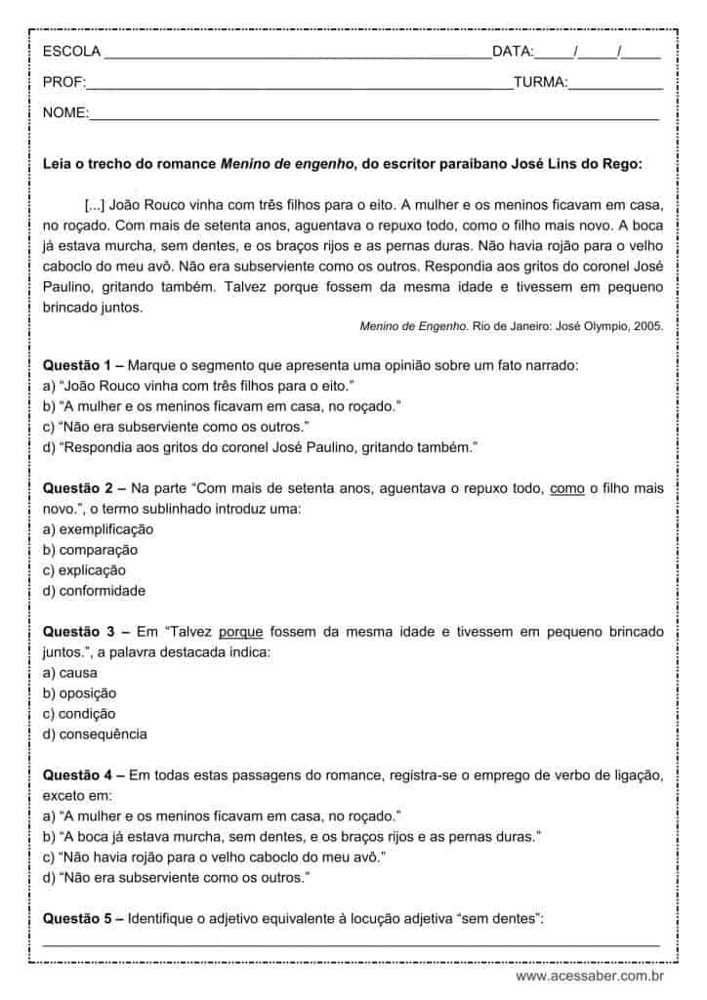 ESCOLA ________________________________________________DATA:_____/_____/_____
PROF:_____________________________________________________TURMA:____________
NOME:_______________________________________________________________________
Leia o trecho do romance Menino de engenho, do escritor paraibano José Lins do Rego:
[...] João Rouco vinha com três filhos para o eito. A mulher e os meninos ficavam em casa,
no roçado. Com mais de setenta anos, aguentava o repuxo todo, como o filho mais novo. A boca
já estava murcha, sem dentes, e os braços rijos e as pernas duras. Não havia rojão para o velho
caboclo do meu avô. Não era subserviente como os outros. Respondia aos gritos do coronel José
Paulino, gritando também. Talvez porque fossem da mesma idade e tivessem em pequeno
brincado juntos.
Menino de Engenho. Rio de Janeiro: José Olympio, 2005.
Questão 1 – Marque o segmento que apresenta uma opinião sobre um fato narrado:
a) “João Rouco vinha com três filhos para o eito.”
b) “A mulher e os meninos ficavam em casa, no roçado.”
c) “Não era subserviente como os outros.”
d) “Respondia aos gritos do coronel José Paulino, gritando também.”
Questão 2 – Na parte “Com mais de setenta anos, aguentava o repuxo todo, como o filho mais
novo.”, o termo sublinhado introduz uma:
a) exemplificação
b) comparação
c) explicação
d) conformidade
Questão 3 – Em “Talvez porque fossem da mesma idade e tivessem em pequeno brincado
juntos.”, a palavra destacada indica:
a) causa
b) oposição
c) condição
d) consequência
Questão 4 – Em todas estas passagens do romance, registra-se o emprego de verbo de ligação,
exceto em:
a) “A mulher e os meninos ficavam em casa, no roçado.”
b) “A boca já estava murcha, sem dentes, e os braços rijos e as pernas duras.”
c) “Não havia rojão para o velho caboclo do meu avô.”
d) “Não era subserviente como os outros.”
Questão 5 – Identifique o adjetivo equivalente à locução adjetiva “sem dentes”:
_____________________________________________________________________________
www.acessaber.com.br